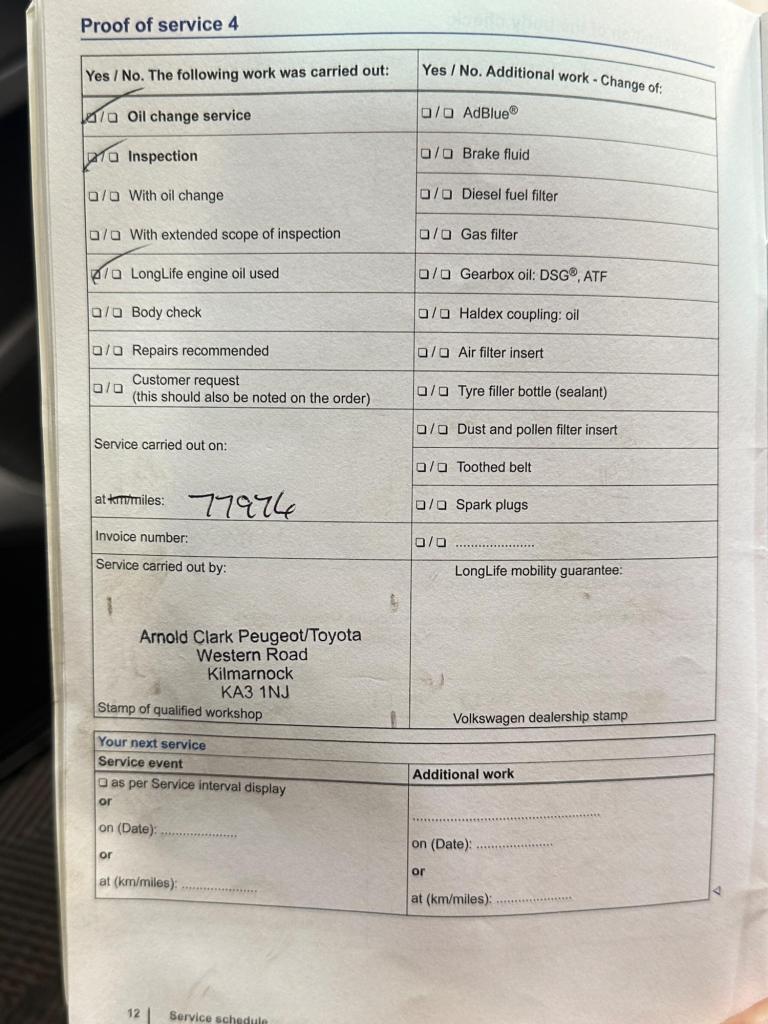 Proof of service 4
Yes / No. The following work was carried out:
☑/☐ Oil change service
☑/☐ Inspection
☐/☐ With oil change
☐/☐ With extended scope of inspection
☑/☐ LongLife engine oil used
☐/☐ Body check
☐/☐ Repairs recommended
☐/☐ Customer request
(this should also be noted on the order)
Service carried out on:
at km/miles: 77974
Invoice number:
Service carried out by:
Arnold Clark Peugeot/Toyota
Western Road
Kilmarnock
KA3 1NJ
Stamp of qualified workshop
Yes / No. Additional work - Change of:
☐/☐ AdBlue®
☐/☐ Brake fluid
☐/☐ Diesel fuel filter
☐/☐ Gas filter
☐/☐ Gearbox oil: DSG®, ATF
☐/☐ Haldex coupling: oil
☐/☐ Air filter insert
☐/☐ Tyre filler bottle (sealant)
☐/☐ Dust and pollen filter insert
☐/☐ Toothed belt
☐/☐ Spark plugs
☐/☐ .....................
LongLife mobility guarantee:
Volkswagen dealership stamp
Your next service
Service event
☐ as per Service interval display
or
on (Date): ....................
or
at (km/miles): ....................
Additional work
..................................................
on (Date): ....................
or
at (km/miles): ....................
12 | Service schedule